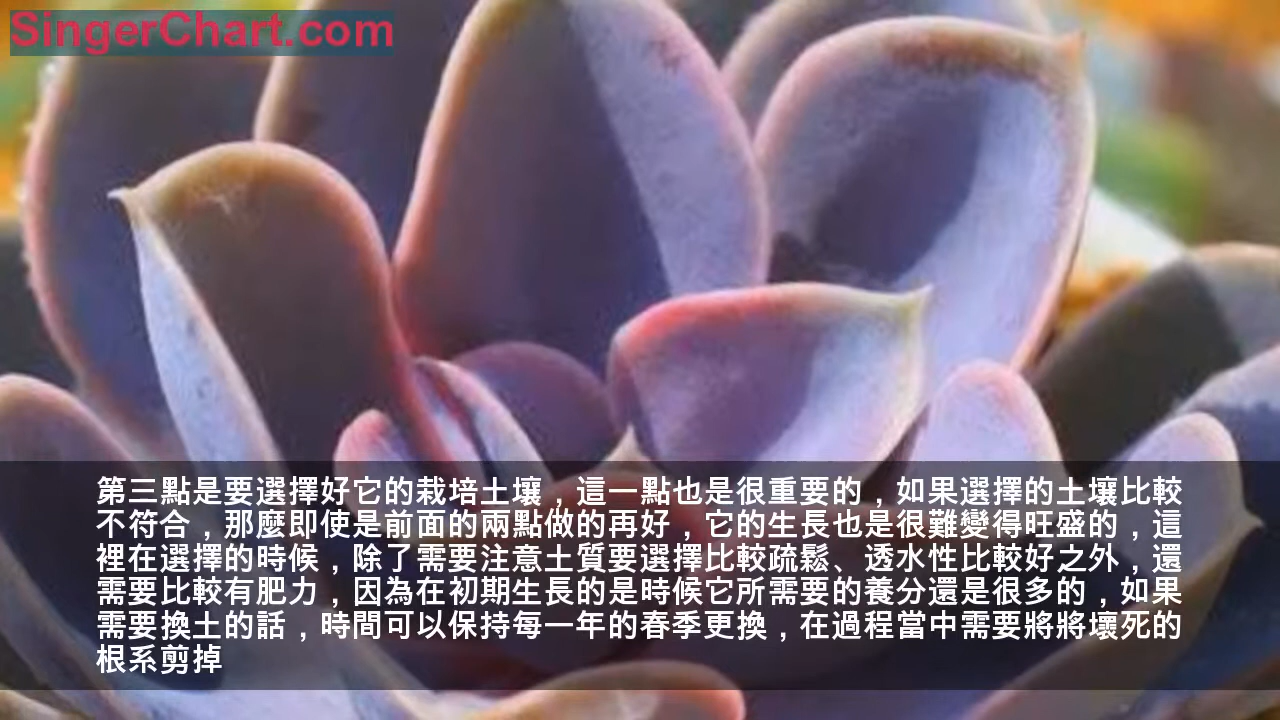 SingerChart.com
第三點是要選擇好它的栽培土壤，這一點也是很重要的，如果選擇的土壤比較
不符合，那麼即使是前面的兩點做的再好，它的生長也是很難變得旺盛的，這
裡在選擇的時候，除了需要注意土質要選擇比較疏鬆、透水性比較好之外，還
需要比較有肥力，因為在初期生長的是時候它所需要的養分還是很多的，如果
需要換土的話，時間可以保持每一年的春季更換，在過程當中需要將將壞死的
根系剪掉